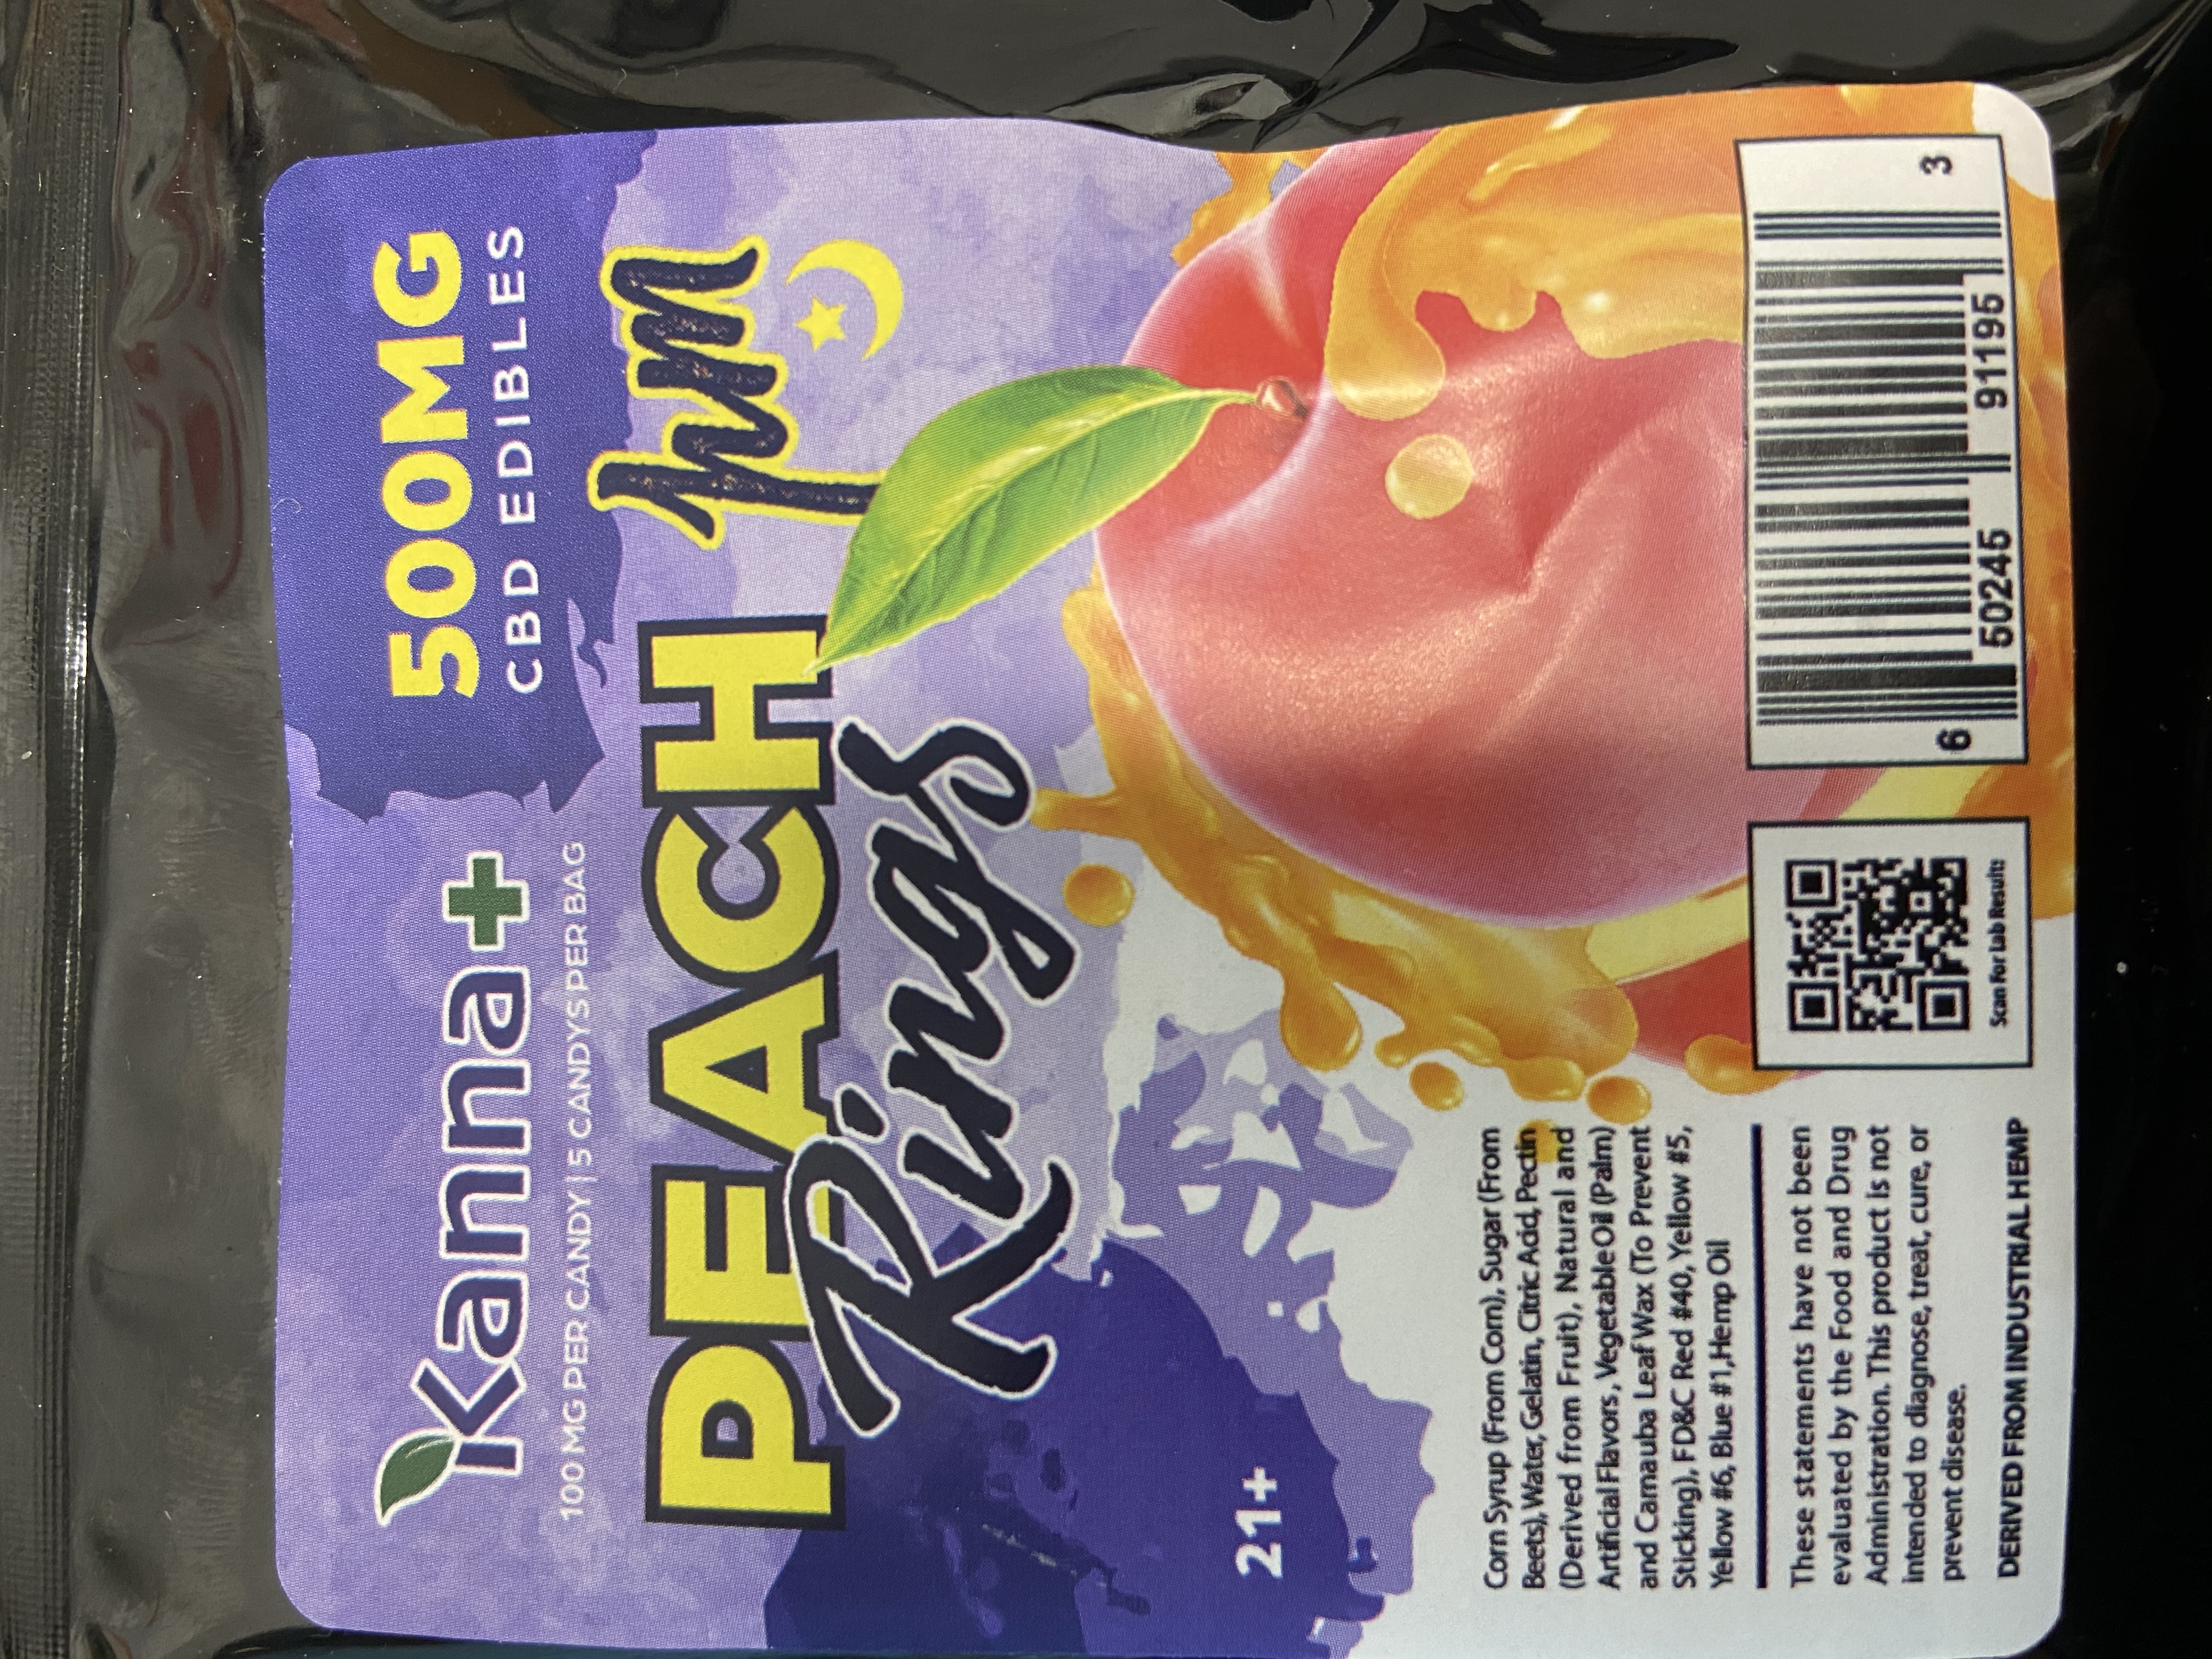 Kanna+
500MG
CBD EDIBLES
100 MG PER CANDY | 5 CANDYS PER BAG
PEACH
pm
Rings
21+
Corn Syrup (From Corn), Sugar (From
Beets), Water, Gelatin, Citric Acid, Pectin
(Derived from Fruit), Natural and
Artificial Flavors, Vegetable Oil (Palm)
and Carnauba Leaf Wax (To Prevent
Sticking), FD&C Red #40, Yellow #5,
Yellow #6, Blue #1,Hemp Oil
These statements have not been
evaluated by the Food and Drug
Administration. This product is not
intended to diagnose, treat, cure, or
prevent disease.
DERIVED FROM INDUSTRIAL HEMP
Scan For Lab Results
6 50245 91195 3